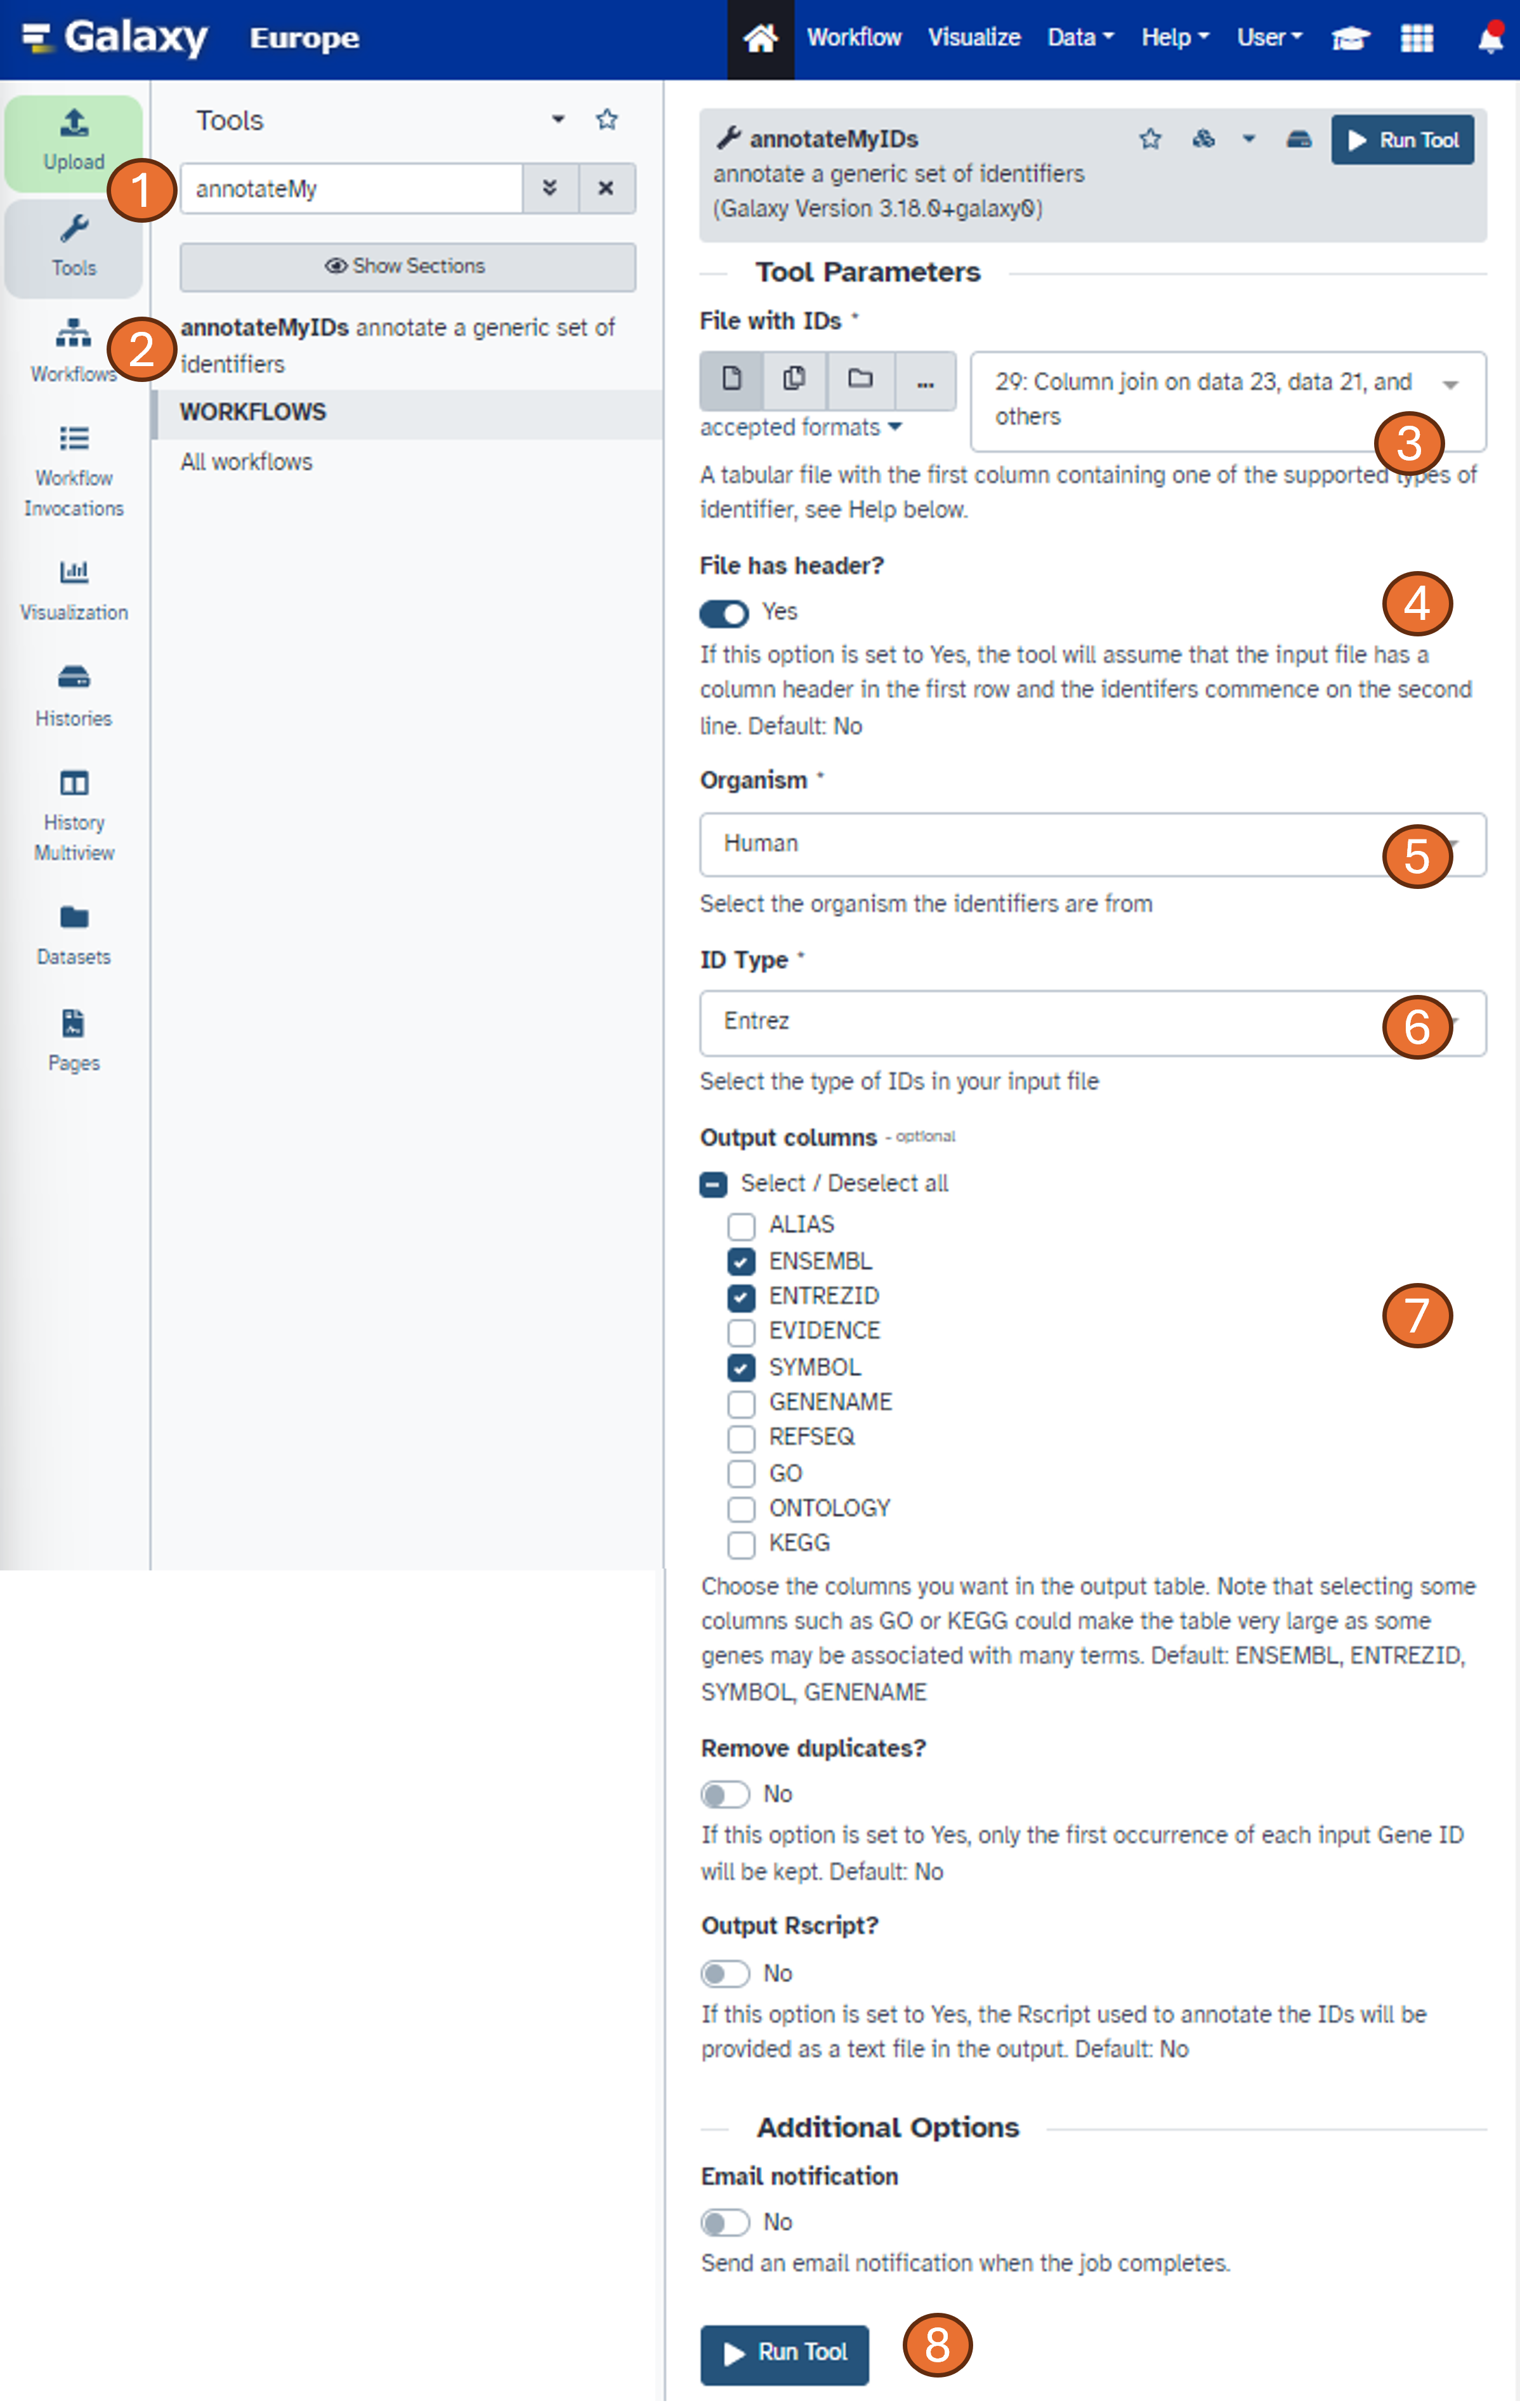 Galaxy Europe
Workflow Visualize Data Help User
Upload
Tools
Workflows
Workflow
Invocations
Visualization
Histories
History
Multiview
Datasets
Pages
Tools
1
annotateMy
Show Sections
2
annotateMyIDs annotate a generic set of
identifiers
WORKFLOWS
All workflows
annotateMyIDs
Run Tool
annotate a generic set of identifiers
(Galaxy Version 3.18.0+galaxy0)
Tool Parameters
File with IDs *
...
29: Column join on data 23, data 21, and
others
accepted formats
3
A tabular file with the first column containing one of the supported types of
identifier, see Help below.
File has header?
4
Yes
If this option is set to Yes, the tool will assume that the input file has a
column header in the first row and the identifers commence on the second
line. Default: No
Organism *
Human
5
Select the organism the identifiers are from
ID Type *
Entrez
6
Select the type of IDs in your input file
Output columns - optional
Select / Deselect all
ALIAS
ENSEMBL
ENTREZID
7
EVIDENCE
SYMBOL
GENENAME
REFSEQ
GO
ONTOLOGY
KEGG
Choose the columns you want in the output table. Note that selecting some
columns such as GO or KEGG could make the table very large as some
genes may be associated with many terms. Default: ENSEMBL, ENTREZID,
SYMBOL, GENENAME
Remove duplicates?
No
If this option is set to Yes, only the first occurrence of each input Gene ID
will be kept. Default: No
Output Rscript?
No
If this option is set to Yes, the Rscript used to annotate the IDs will be
provided as a text file in the output. Default: No
Additional Options
Email notification
No
Send an email notification when the job completes.
Run Tool
8